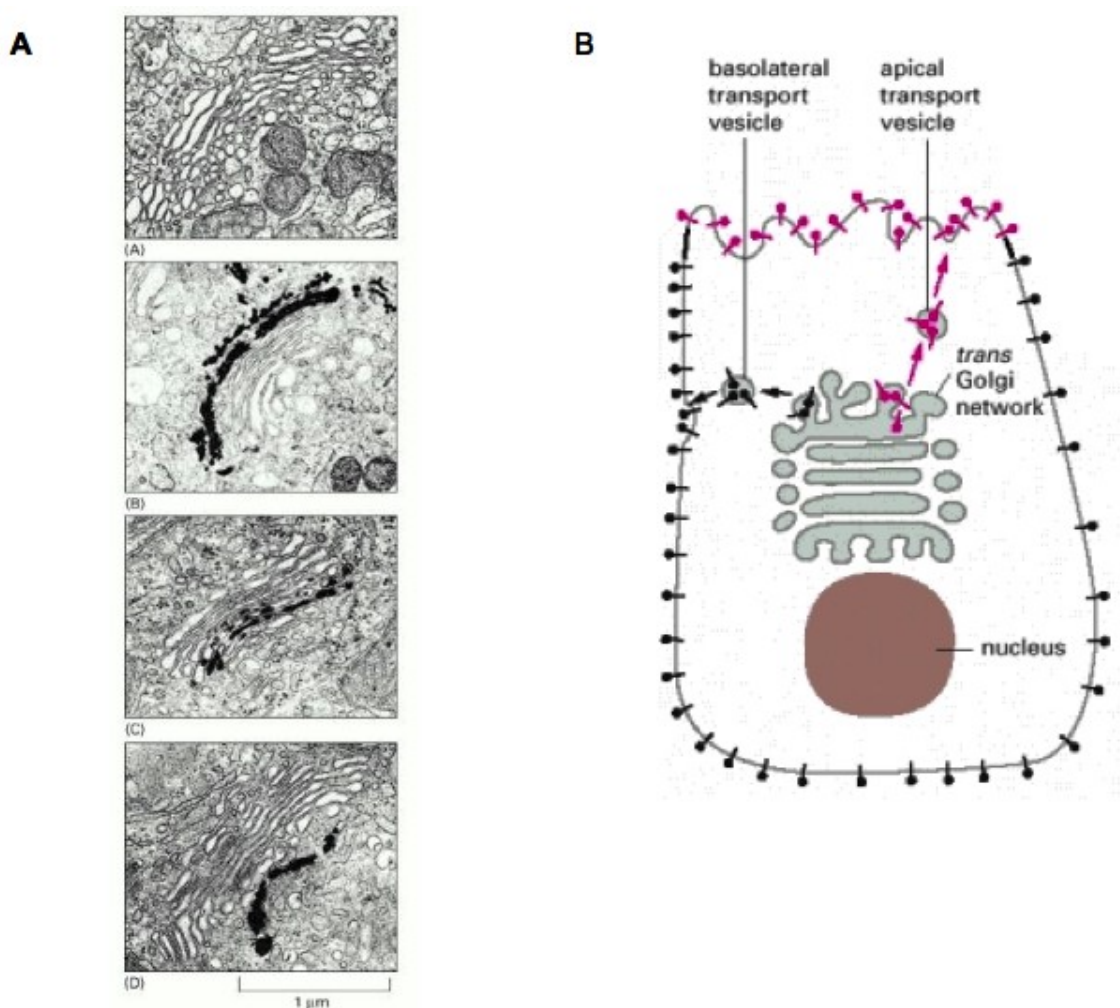 A
(A)
(B)
(C)
(D)
1 µm
B
basolateral
transport
vesicle
apical
transport
vesicle
trans
Golgi
network
nucleus